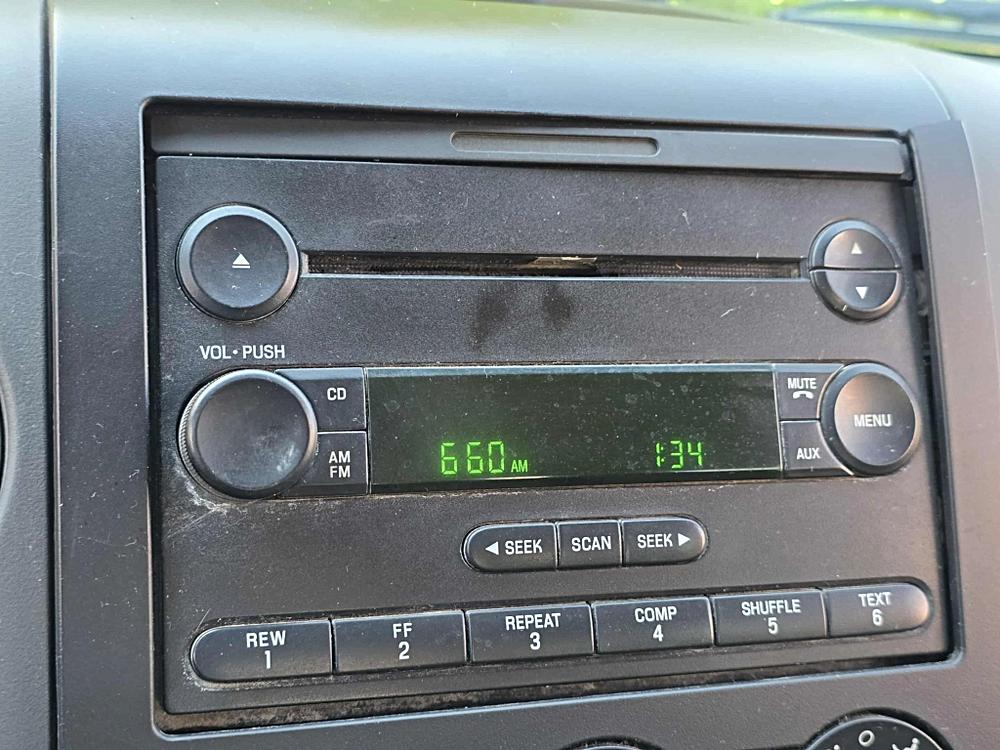 VOL • PUSH
CD
AM
FM
660 AM
1:34
MUTE
AUX
MENU
◀ SEEK
SCAN
SEEK ▶
REW
1
FF
2
REPEAT
3
COMP
4
SHUFFLE
5
TEXT
6
O